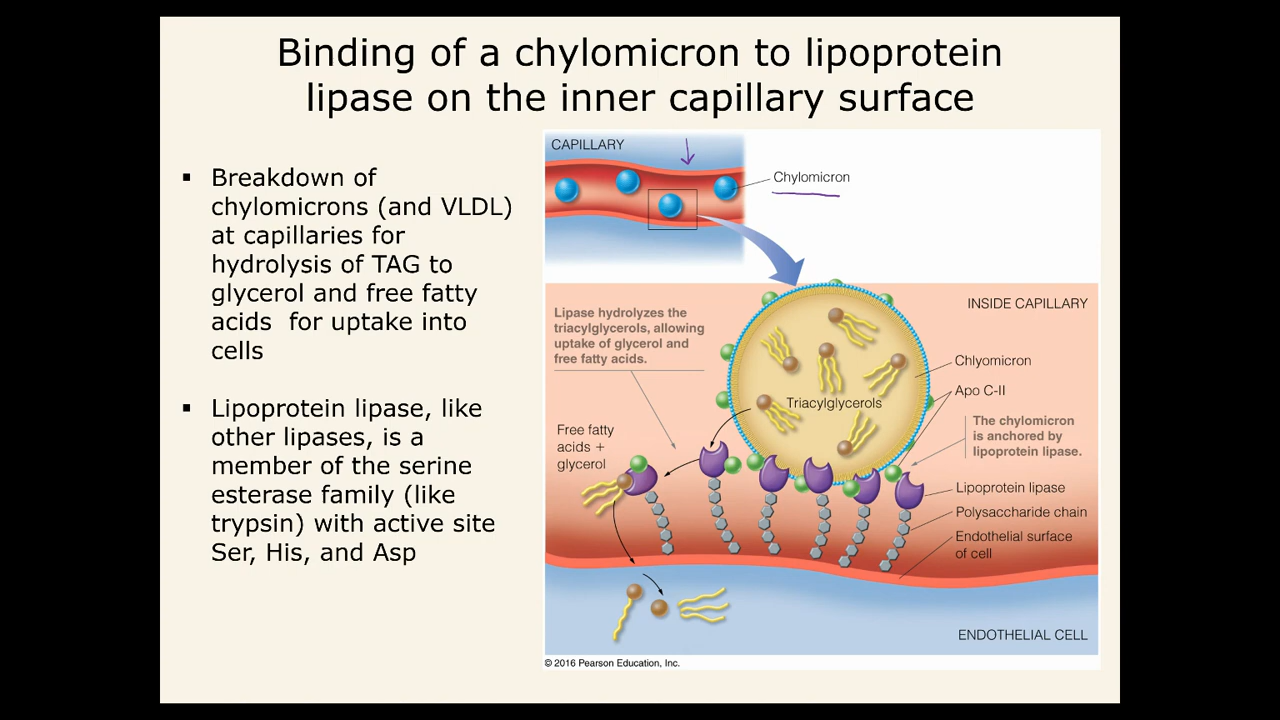 Binding of a chylomicron to lipoprotein
lipase on the inner capillary surface
▪ Breakdown of
chylomicrons (and VLDL)
at capillaries for
hydrolysis of TAG to
glycerol and free fatty
acids  for uptake into
cells
▪ Lipoprotein lipase, like
other lipases, is a
member of the serine
esterase family (like
trypsin) with active site
Ser, His, and Asp
CAPILLARY
Chylomicron
INSIDE CAPILLARY
Lipase hydrolyzes the
triacylglycerols, allowing
uptake of glycerol and
free fatty acids.
Chlyomicron
Apo C-II
Triacylglycerols
The chylomicron
is anchored by
lipoprotein lipase.
Free fatty
acids +
glycerol
Lipoprotein lipase
Polysaccharide chain
Endothelial surface
of cell
ENDOTHELIAL CELL
© 2016 Pearson Education, Inc.